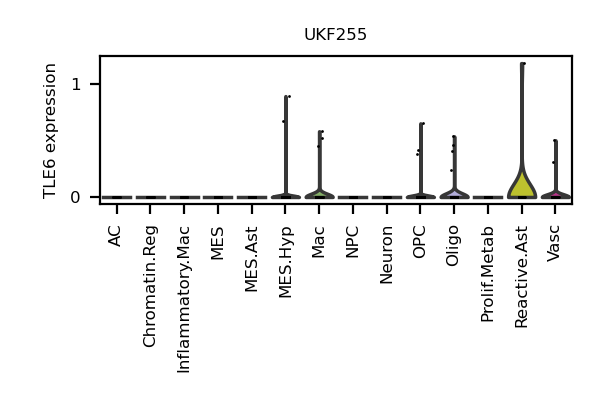 UKF255
TLE6 expression
1
0
AC
Chromatin.Reg
Inflammatory.Mac
MES
MES.Ast
MES.Hyp
Mac
NPC
Neuron
OPC
Oligo
Prolif.Metab
Reactive.Ast
Vasc